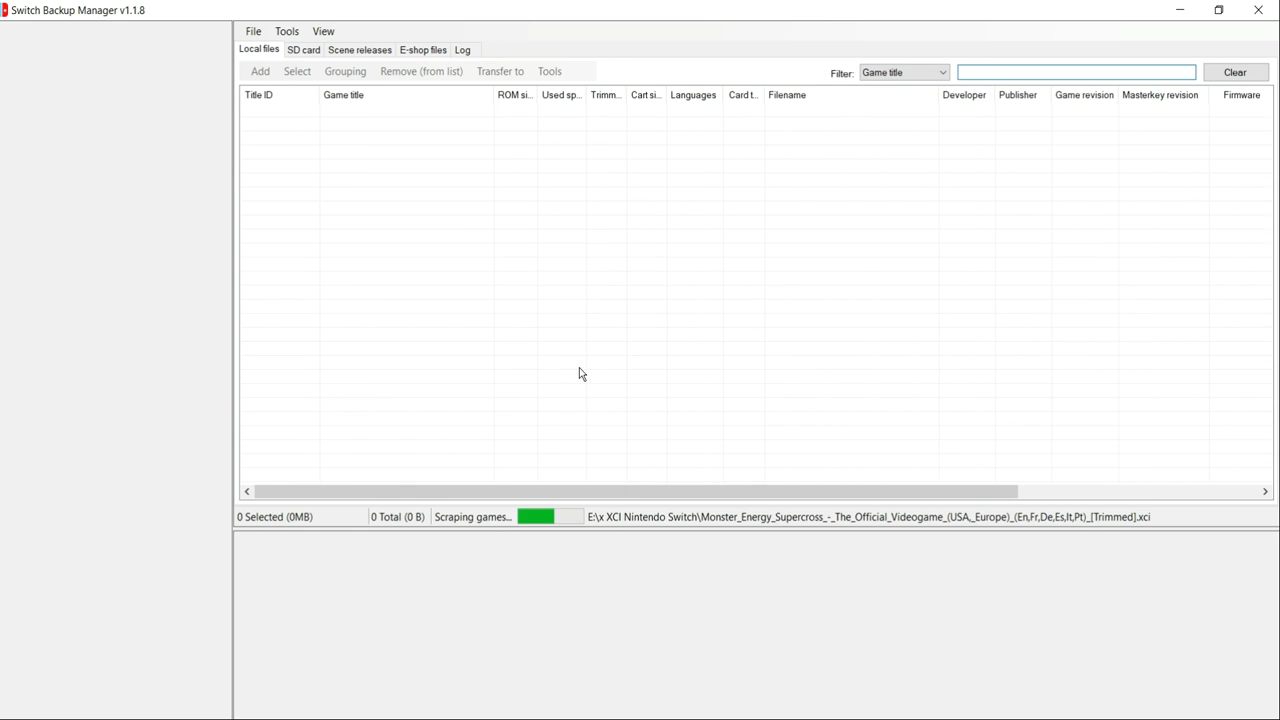 Switch Backup Manager v1.1.8
File Tools View
Local files SD card Scene releases E-shop files Log
Add Select Grouping Remove (from list) Transfer to Tools Filter: Game title Clear
Title ID Game title ROM si... Used sp... Trimm... Cart si... Languages Card t... Filename Developer Publisher Game revision Masterkey revision Firmware
0 Selected (0MB) 0 Total (0 B) Scraping games... E:\x XCI Nintendo Switch\Monster_Energy_Supercross_-_The_Official_Videogame_(USA,_Europe)_(En,Fr,De,Es,It,Pt)_[Trimmed].xci